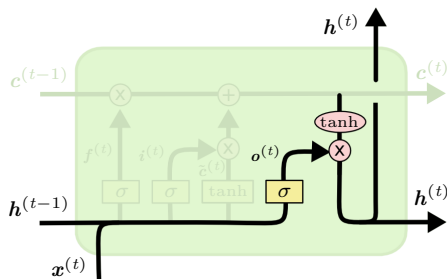 h^(t)
c^(t−1)
c^(t)
× +
tanh
f^(t) i^(t) c̃^(t) × o^(t) ×
σ σ tanh σ
h^(t−1)
h^(t)
x^(t)